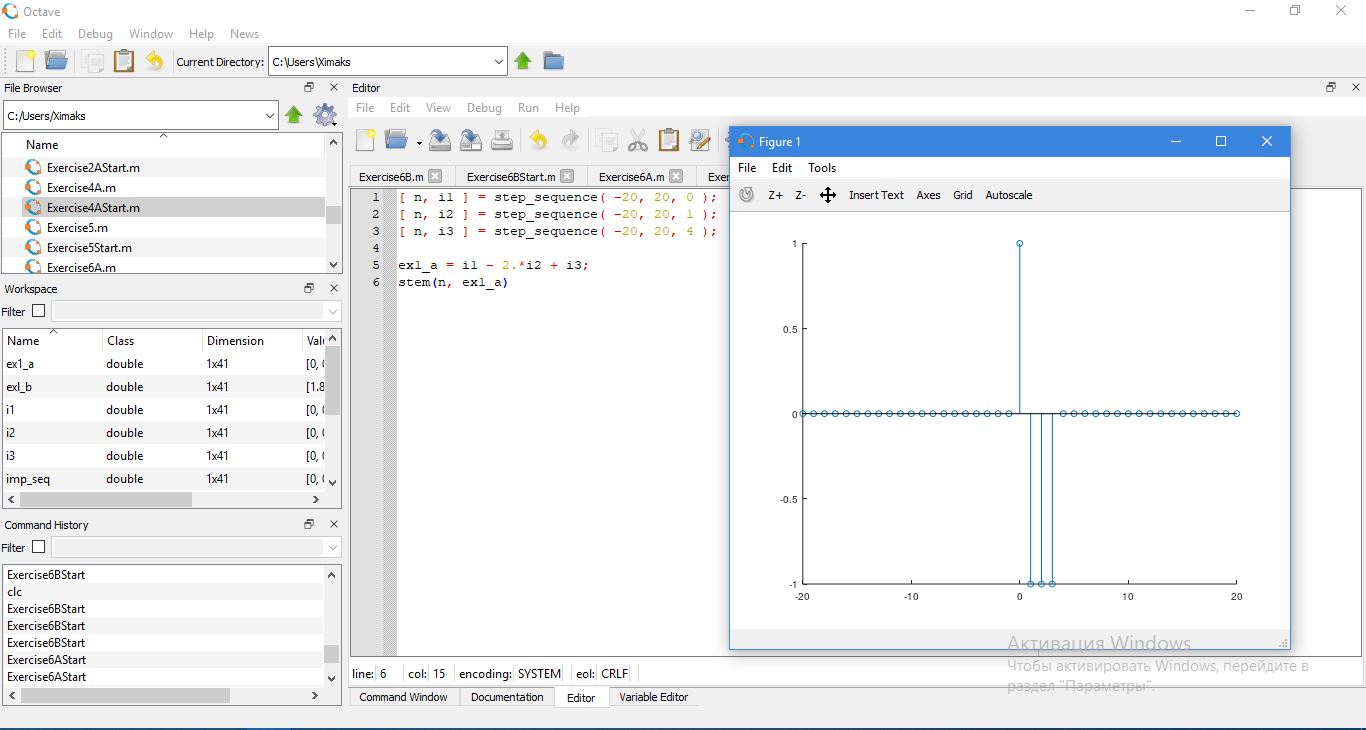 Octave
File Edit Debug Window Help News
Current Directory: C:\Users\Ximaks
File Browser
C:/Users/Ximaks
Name
Exercise2AStart.m
Exercise4A.m
Exercise4AStart.m
Exercise5.m
Exercise5Start.m
Exercise6A.m
Workspace
Filter
Name Class Dimension Valu
ex1_a double 1x41 [0, (
exl_b double 1x41 [1.8
i1 double 1x41 [0, (
i2 double 1x41 [0, (
i3 double 1x41 [0, (
imp_seq double 1x41 [0, (
Command History
Filter
Exercise6BStart
clc
Exercise6BStart
Exercise6BStart
Exercise6BStart
Exercise6AStart
Exercise6AStart
Editor
File Edit View Debug Run Help
Exercise6B.m Exercise6BStart.m Exercise6A.m Exer
1 [ n, i1 ] = step_sequence( -20, 20, 0 );
2 [ n, i2 ] = step_sequence( -20, 20, 1 );
3 [ n, i3 ] = step_sequence( -20, 20, 4 );
4
5 ex1_a = i1 - 2.*i2 + i3;
6 stem(n, ex1_a)
line: 6 col: 15 encoding: SYSTEM eol: CRLF
Command Window Documentation Editor Variable Editor
Figure 1
File Edit Tools
Z+ Z- Insert Text Axes Grid Autoscale
1
0.5
0
-0.5
-1
-20 -10 0 10 20
Активация Windows
Чтобы активировать Windows, перейдите в
раздел "Параметры".